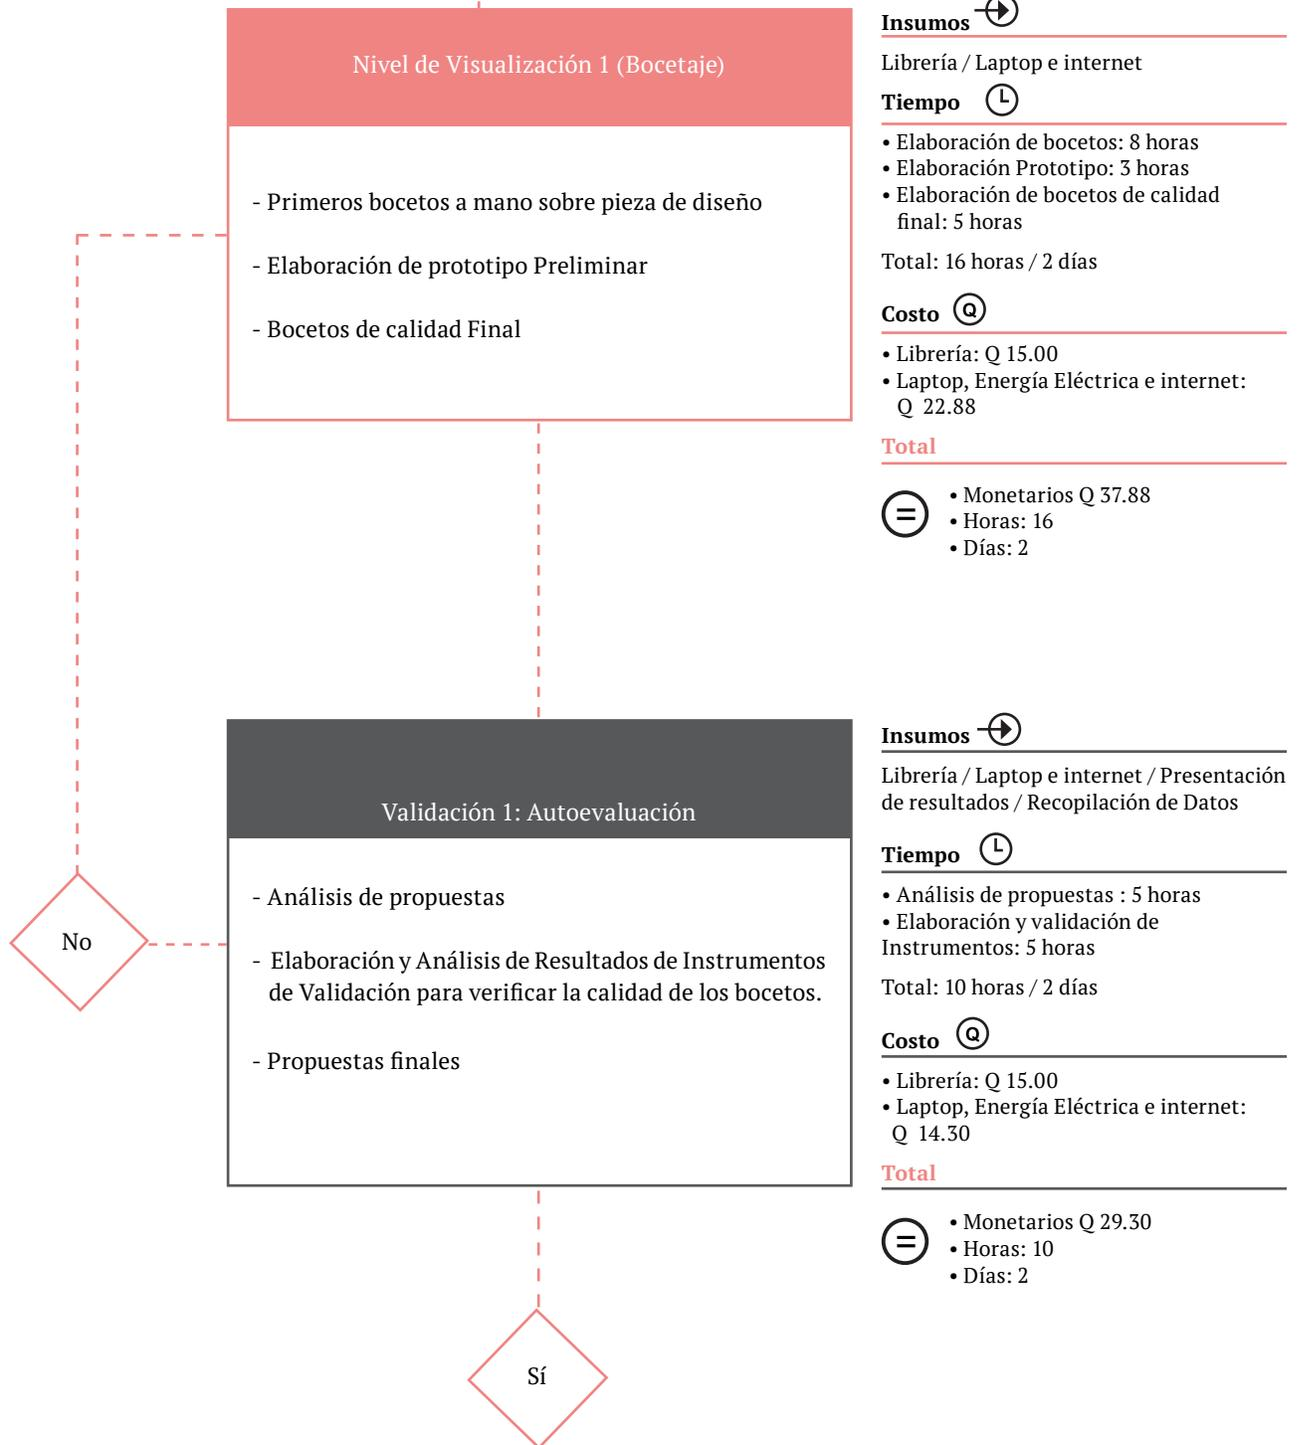 Nivel de Visualización 1 (Bocetaje)
- Primeros bocetos a mano sobre pieza de diseño
- Elaboración de prototipo Preliminar
- Bocetos de calidad Final
Insumos
Librería / Laptop e internet
Tiempo
• Elaboración de bocetos: 8 horas
• Elaboración Prototipo: 3 horas
• Elaboración de bocetos de calidad
final: 5 horas
Total: 16 horas / 2 días
Costo Q
• Librería: Q 15.00
• Laptop, Energía Eléctrica e internet:
Q 22.88
Total
=
• Monetarios Q 37.88
• Horas: 16
• Días: 2
Validación 1: Autoevaluación
- Análisis de propuestas
- Elaboración y Análisis de Resultados de Instrumentos
de Validación para verificar la calidad de los bocetos.
- Propuestas finales
No
Insumos
Librería / Laptop e internet / Presentación
de resultados / Recopilación de Datos
Tiempo
• Análisis de propuestas : 5 horas
• Elaboración y validación de
Instrumentos: 5 horas
Total: 10 horas / 2 días
Costo Q
• Librería: Q 15.00
• Laptop, Energía Eléctrica e internet:
Q 14.30
Total
=
• Monetarios Q 29.30
• Horas: 10
• Días: 2
Sí